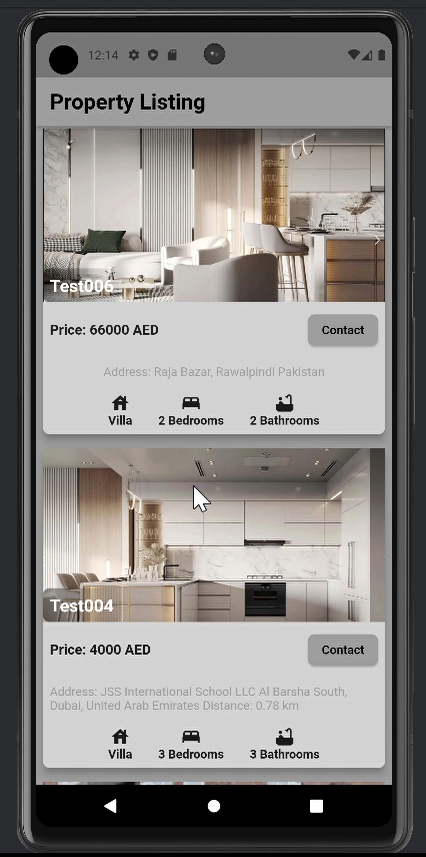 12:14
Property Listing
Test006
Price: 66000 AED
Contact
Address: Raja Bazar, Rawalpindi Pakistan
Villa
2 Bedrooms
2 Bathrooms
Test004
Price: 4000 AED
Contact
Address: JSS International School LLC Al Barsha South,
Dubai, United Arab Emirates Distance: 0.78 km
Villa
3 Bedrooms
3 Bathrooms